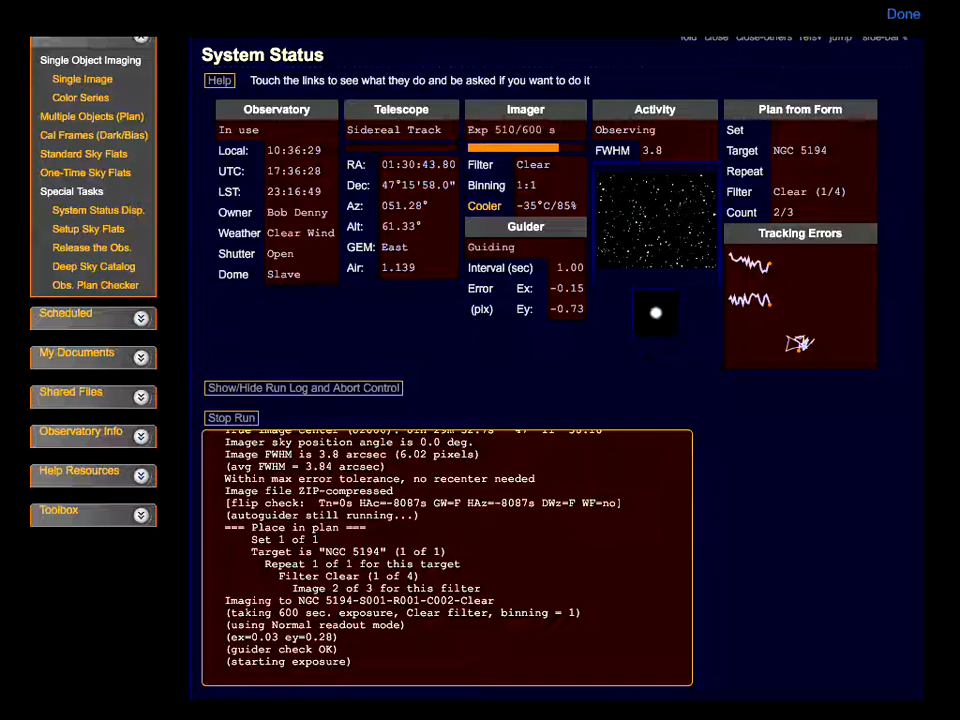 Done
fold close close-others refs jump side-bar
System Status
Help Touch the links to see what they do and be asked if you want to do it
Single Object Imaging
Single Image
Color Series
Multiple Objects (Plan)
Cal Frames (Dark/Bias)
Standard Sky Flats
One-Time Sky Flats
Special Tasks
System Status Disp.
Setup Sky Flats
Release the Obs.
Deep Sky Catalog
Obs. Plan Checker
Scheduled
My Documents
Shared Files
Observatory Info
Help Resources
Toolbox
Observatory
In use
Local: 10:36:29
UTC: 17:36:28
LST: 23:16:49
Owner Bob Denny
Weather Clear Wind
Shutter Open
Dome Slave
Telescope
Sidereal Track
RA: 01:30:43.80
Dec: 47°15'58.0"
Az: 051.28°
Alt: 61.33°
GEM: East
Air: 1.139
Imager
Exp 510/600 s
Filter Clear
Binning 1:1
Cooler -35°C/85%
Guider
Guiding
Interval (sec) 1.00
Error Ex: -0.15
(pix) Ey: -0.73
Activity
Observing
FWHM 3.8
Plan from Form
Set
Target NGC 5194
Repeat
Filter Clear (1/4)
Count 2/3
Tracking Errors
Show/Hide Run Log and Abort Control
Stop Run
Imager sky position angle is 0.0 deg.
Image FWHM is 3.8 arcsec (6.02 pixels)
(avg FWHM = 3.84 arcsec)
Within max error tolerance, no recenter needed
Image file ZIP-compressed
[flip check: Tn=0s HAc=-8087s GW=F HAz=-8087s DWz=F WF=no]
(autoguider still running...)
=== Place in plan ===
Set 1 of 1
Target is "NGC 5194" (1 of 1)
Repeat 1 of 1 for this target
Filter Clear (1 of 4)
Image 2 of 3 for this filter
Imaging to NGC 5194-S001-R001-C002-Clear
(taking 600 sec. exposure, Clear filter, binning = 1)
(using Normal readout mode)
(ex=0.03 ey=0.28)
(guider check OK)
(starting exposure)